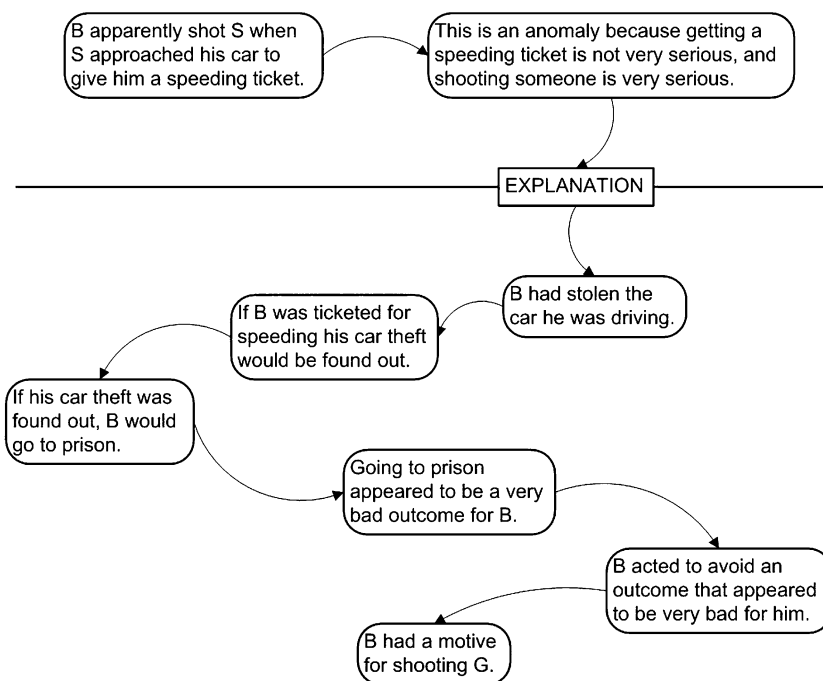 B apparently shot S when
S approached his car to
give him a speeding ticket.
This is an anomaly because getting a
speeding ticket is not very serious, and
shooting someone is very serious.
EXPLANATION
B had stolen the
car he was driving.
If B was ticketed for
speeding his car theft
would be found out.
If his car theft was
found out, B would
go to prison.
Going to prison
appeared to be a very
bad outcome for B.
B acted to avoid an
outcome that appeared
to be very bad for him.
B had a motive
for shooting G.